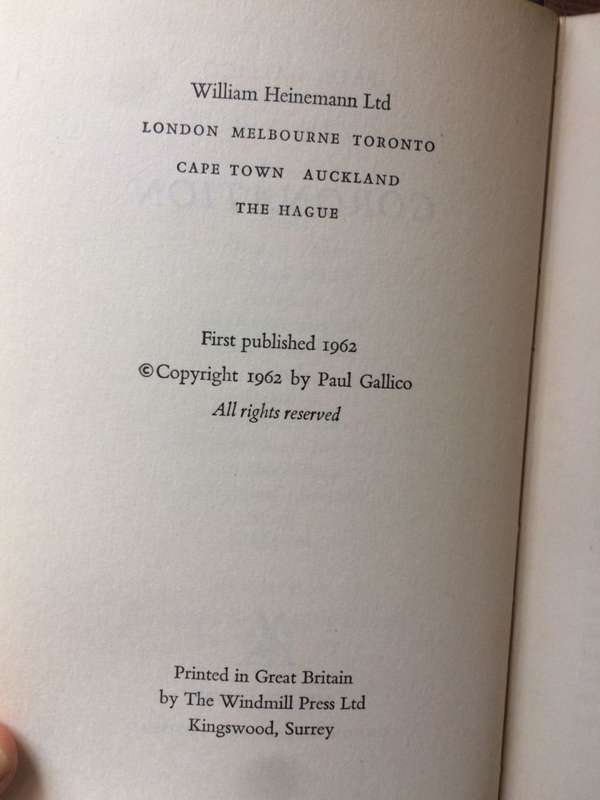 William Heinemann Ltd
LONDON MELBOURNE TORONTO
CAPE TOWN AUCKLAND
THE HAGUE
First published 1962
©Copyright 1962 by Paul Gallico
All rights reserved
Printed in Great Britain
by The Windmill Press Ltd
Kingswood, Surrey